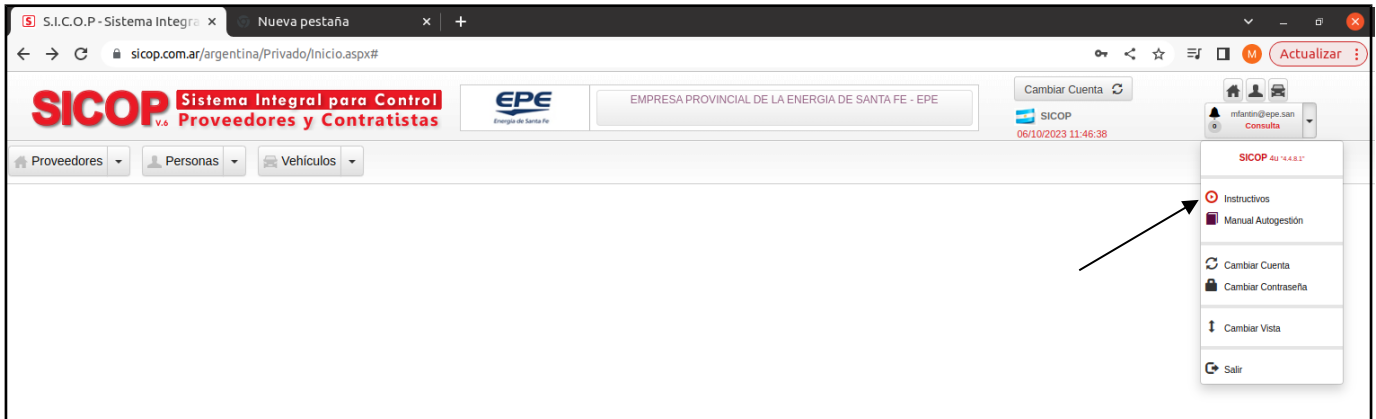 S S.I.C.O.P - Sistema Integra
Nueva pestaña
sicop.com.ar/argentina/Privado/Inicio.aspx#
M
Actualizar
SICOP V.6
Sistema Integral para Control
Proveedores y Contratistas
EPE
Energía de Santa Fe
EMPRESA PROVINCIAL DE LA ENERGIA DE SANTA FE - EPE
Cambiar Cuenta
SICOP
06/10/2023 11:46:38
0
mfantin@epe.san
Consulta
Proveedores
Personas
Vehículos
SICOP 4u "4.4.8.1"
Instructivos
Manual Autogestión
Cambiar Cuenta
Cambiar Contraseña
Cambiar Vista
Salir